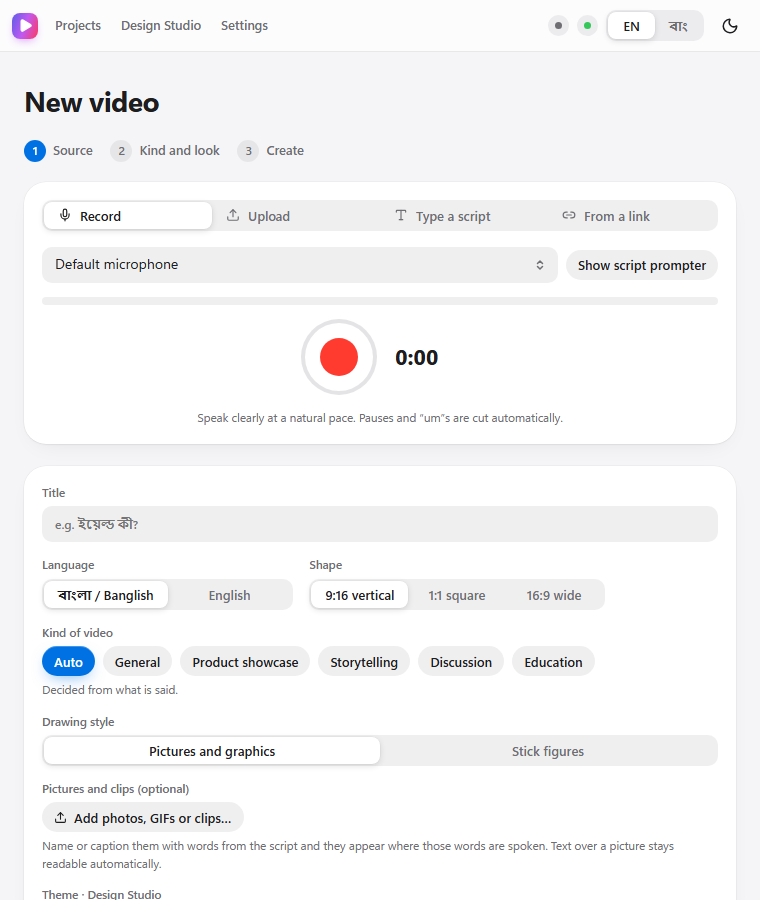 Projects
Design Studio
Settings
EN
বাং
New video
1 Source
2 Kind and look
3 Create
Record
Upload
Type a script
From a link
Default microphone
Show script prompter
0:00
Speak clearly at a natural pace. Pauses and "um"s are cut automatically.
Title
e.g. ইয়েল্ড কী?
Language
Shape
বাংলা / Banglish
English
9:16 vertical
1:1 square
16:9 wide
Kind of video
Auto
General
Product showcase
Storytelling
Discussion
Education
Decided from what is said.
Drawing style
Pictures and graphics
Stick figures
Pictures and clips (optional)
Add photos, GIFs or clips...
Name or caption them with words from the script and they appear where those words are spoken. Text over a picture stays
readable automatically.
Theme · Design Studio